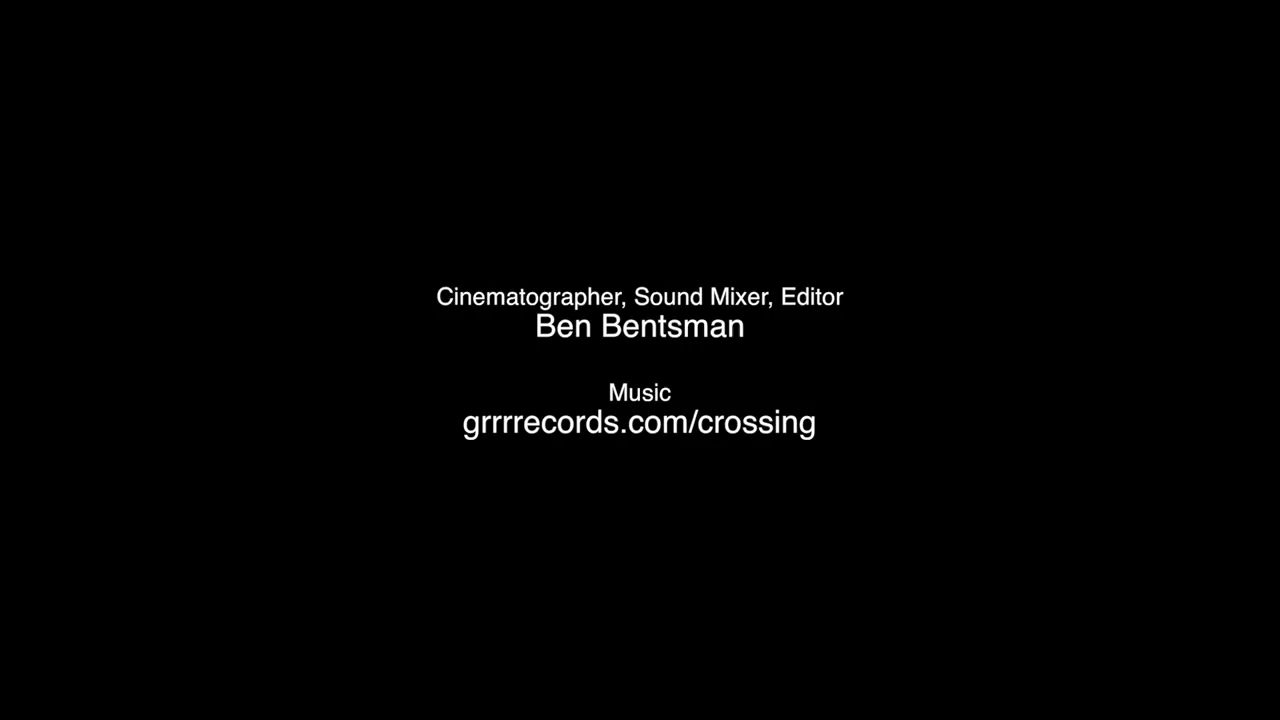 Cinematographer, Sound Mixer, Editor
Ben Bentsman
Music
grrrrecords.com/crossing